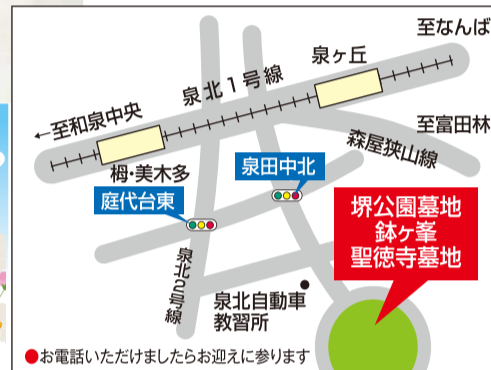 至なんば
泉ヶ丘
泉北1号線
←至和泉中央
至富田林
森屋狭山線
栂・美木多
泉田中北
庭代台東
堺公園墓地
鉢ヶ峯
聖徳寺墓地
泉北2号線
泉北自動車
教習所
●お電話いただけましたらお迎えに参ります